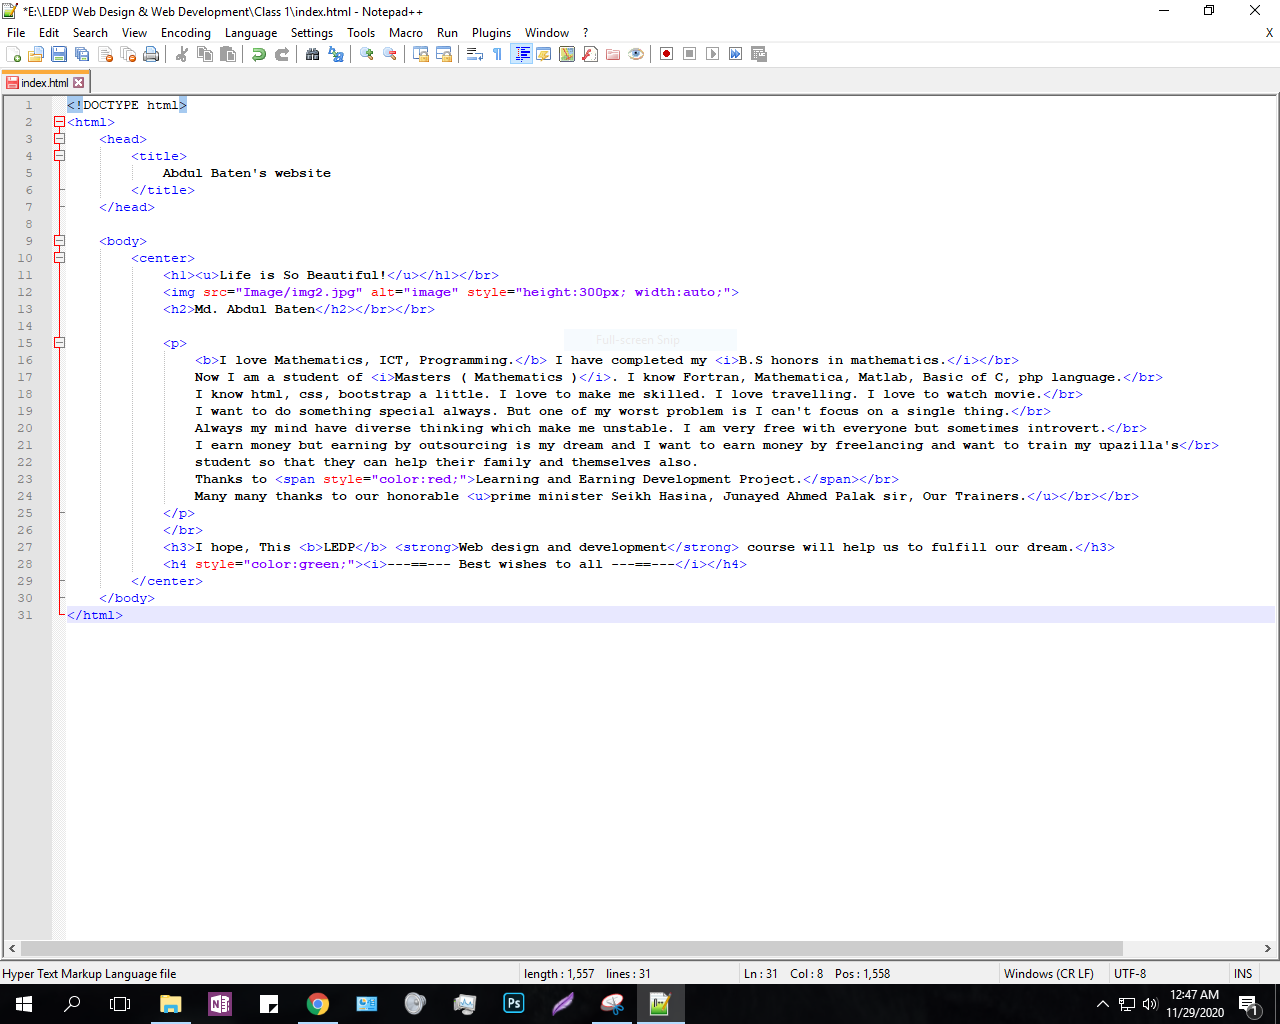 *E:\LEDP Web Design & Web Development\Class 1\index.html - Notepad++
File Edit Search View Encoding Language Settings Tools Macro Run Plugins Window ? X
index.html
1 <!DOCTYPE html>
2 <html>
3 <head>
4 <title>
5 Abdul Baten's website
6 </title>
7 </head>
8
9 <body>
10 <center>
11 <h1><u>Life is So Beautiful!</u></h1></br>
12 <img src="Image/img2.jpg" alt="image" style="height:300px; width:auto;">
13 <h2>Md. Abdul Baten</h2></br></br>
14
Full-screen Snip
15 <p>
16 <b>I love Mathematics, ICT, Programming.</b> I have completed my <i>B.S honors in mathematics.</i></br>
17 Now I am a student of <i>Masters ( Mathematics )</i>. I know Fortran, Mathematica, Matlab, Basic of C, php language.</br>
18 I know html, css, bootstrap a little. I love to make me skilled. I love travelling. I love to watch movie.</br>
19 I want to do something special always. But one of my worst problem is I can't focus on a single thing.</br>
20 Always my mind have diverse thinking which make me unstable. I am very free with everyone but sometimes introvert.</br>
21 I earn money but earning by outsourcing is my dream and I want to earn money by freelancing and want to train my upazilla's</br>
22 student so that they can help their family and themselves also.
23 Thanks to <span style="color:red;">Learning and Earning Development Project.</span></br>
24 Many many thanks to our honorable <u>prime minister Seikh Hasina, Junayed Ahmed Palak sir, Our Trainers.</u></br></br>
25 </p>
26 </br>
27 <h3>I hope, This <b>LEDP</b> <strong>Web design and development</strong> course will help us to fulfill our dream.</h3>
28 <h4 style="color:green;"><i>---==--- Best wishes to all ---==---</i></h4>
29 </center>
30 </body>
31 </html>
Hyper Text Markup Language file length : 1,557 lines : 31 Ln : 31 Col : 8 Pos : 1,558 Windows (CR LF) UTF-8 INS
12:47 AM
11/29/2020
1
Ps